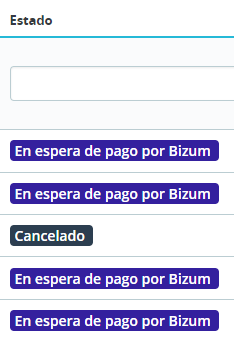 Estado
En espera de pago por Bizum
En espera de pago por Bizum
Cancelado
En espera de pago por Bizum
En espera de pago por Bizum